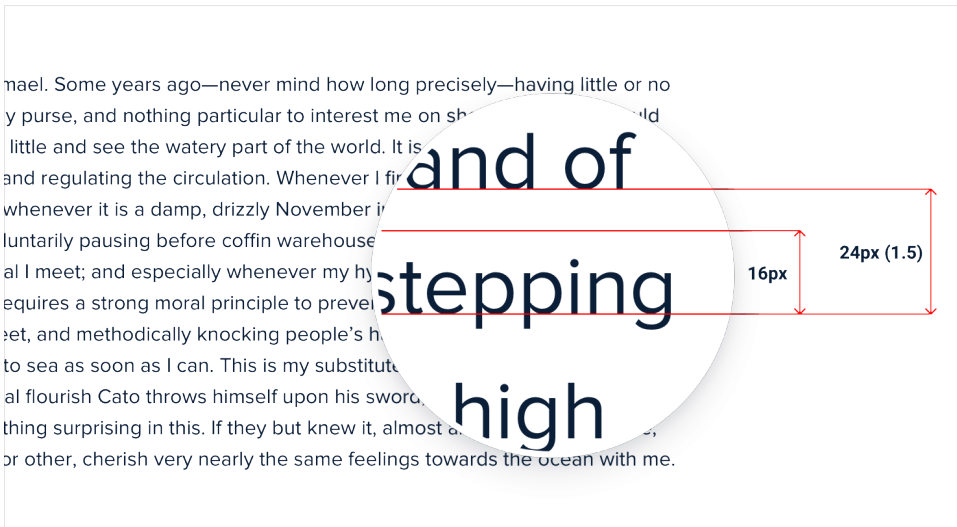 mael. Some years ago—never mind how long precisely—having little or no
y purse, and nothing particular to interest me on sh uld
little and see the watery part of the world. It is
and regulating the circulation. Whenever I fi
whenever it is a damp, drizzly November i
luntarily pausing before coffin warehouse
al I meet; and especially whenever my hy
equires a strong moral principle to preve
eet, and methodically knocking people’s h
to sea as soon as I can. This is my substitute
al flourish Cato throws himself upon his sword,
thing surprising in this. If they but knew it, almost a
or other, cherish very nearly the same feelings towards the ocean with me.
and of
stepping
high
16px
24px (1.5)